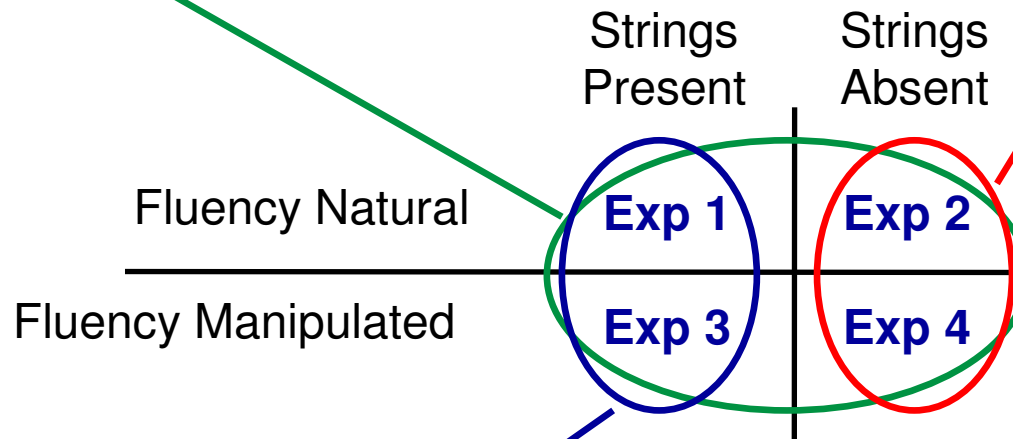 Strings Strings
Present Absent
Fluency Natural Exp 1 Exp 2
Fluency Manipulated Exp 3 Exp 4